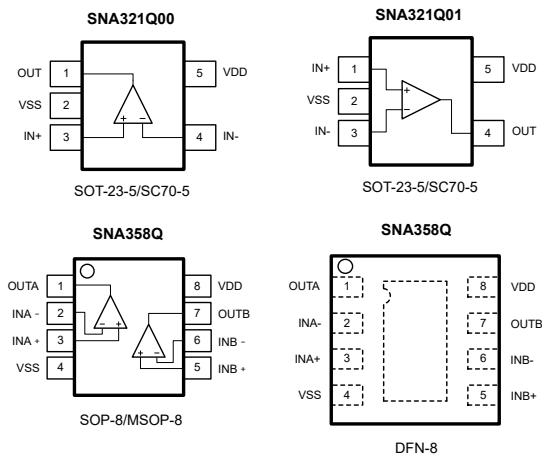 SNA321Q00
OUT 1 5 VDD
VSS 2
IN+ 3 + − 4 IN-
SOT-23-5/SC70-5
SNA321Q01
IN+ 1 + 5 VDD
VSS 2 −
IN- 3 4 OUT
SOT-23-5/SC70-5
SNA358Q
OUTA 1 8 VDD
INA - 2 − + 7 OUTB
INA + 3 6 INB -
VSS 4 + − 5 INB +
SOP-8/MSOP-8
SNA358Q
OUTA 1 8 VDD
INA- 2 7 OUTB
INA+ 3 6 INB-
VSS 4 5 INB+
DFN-8